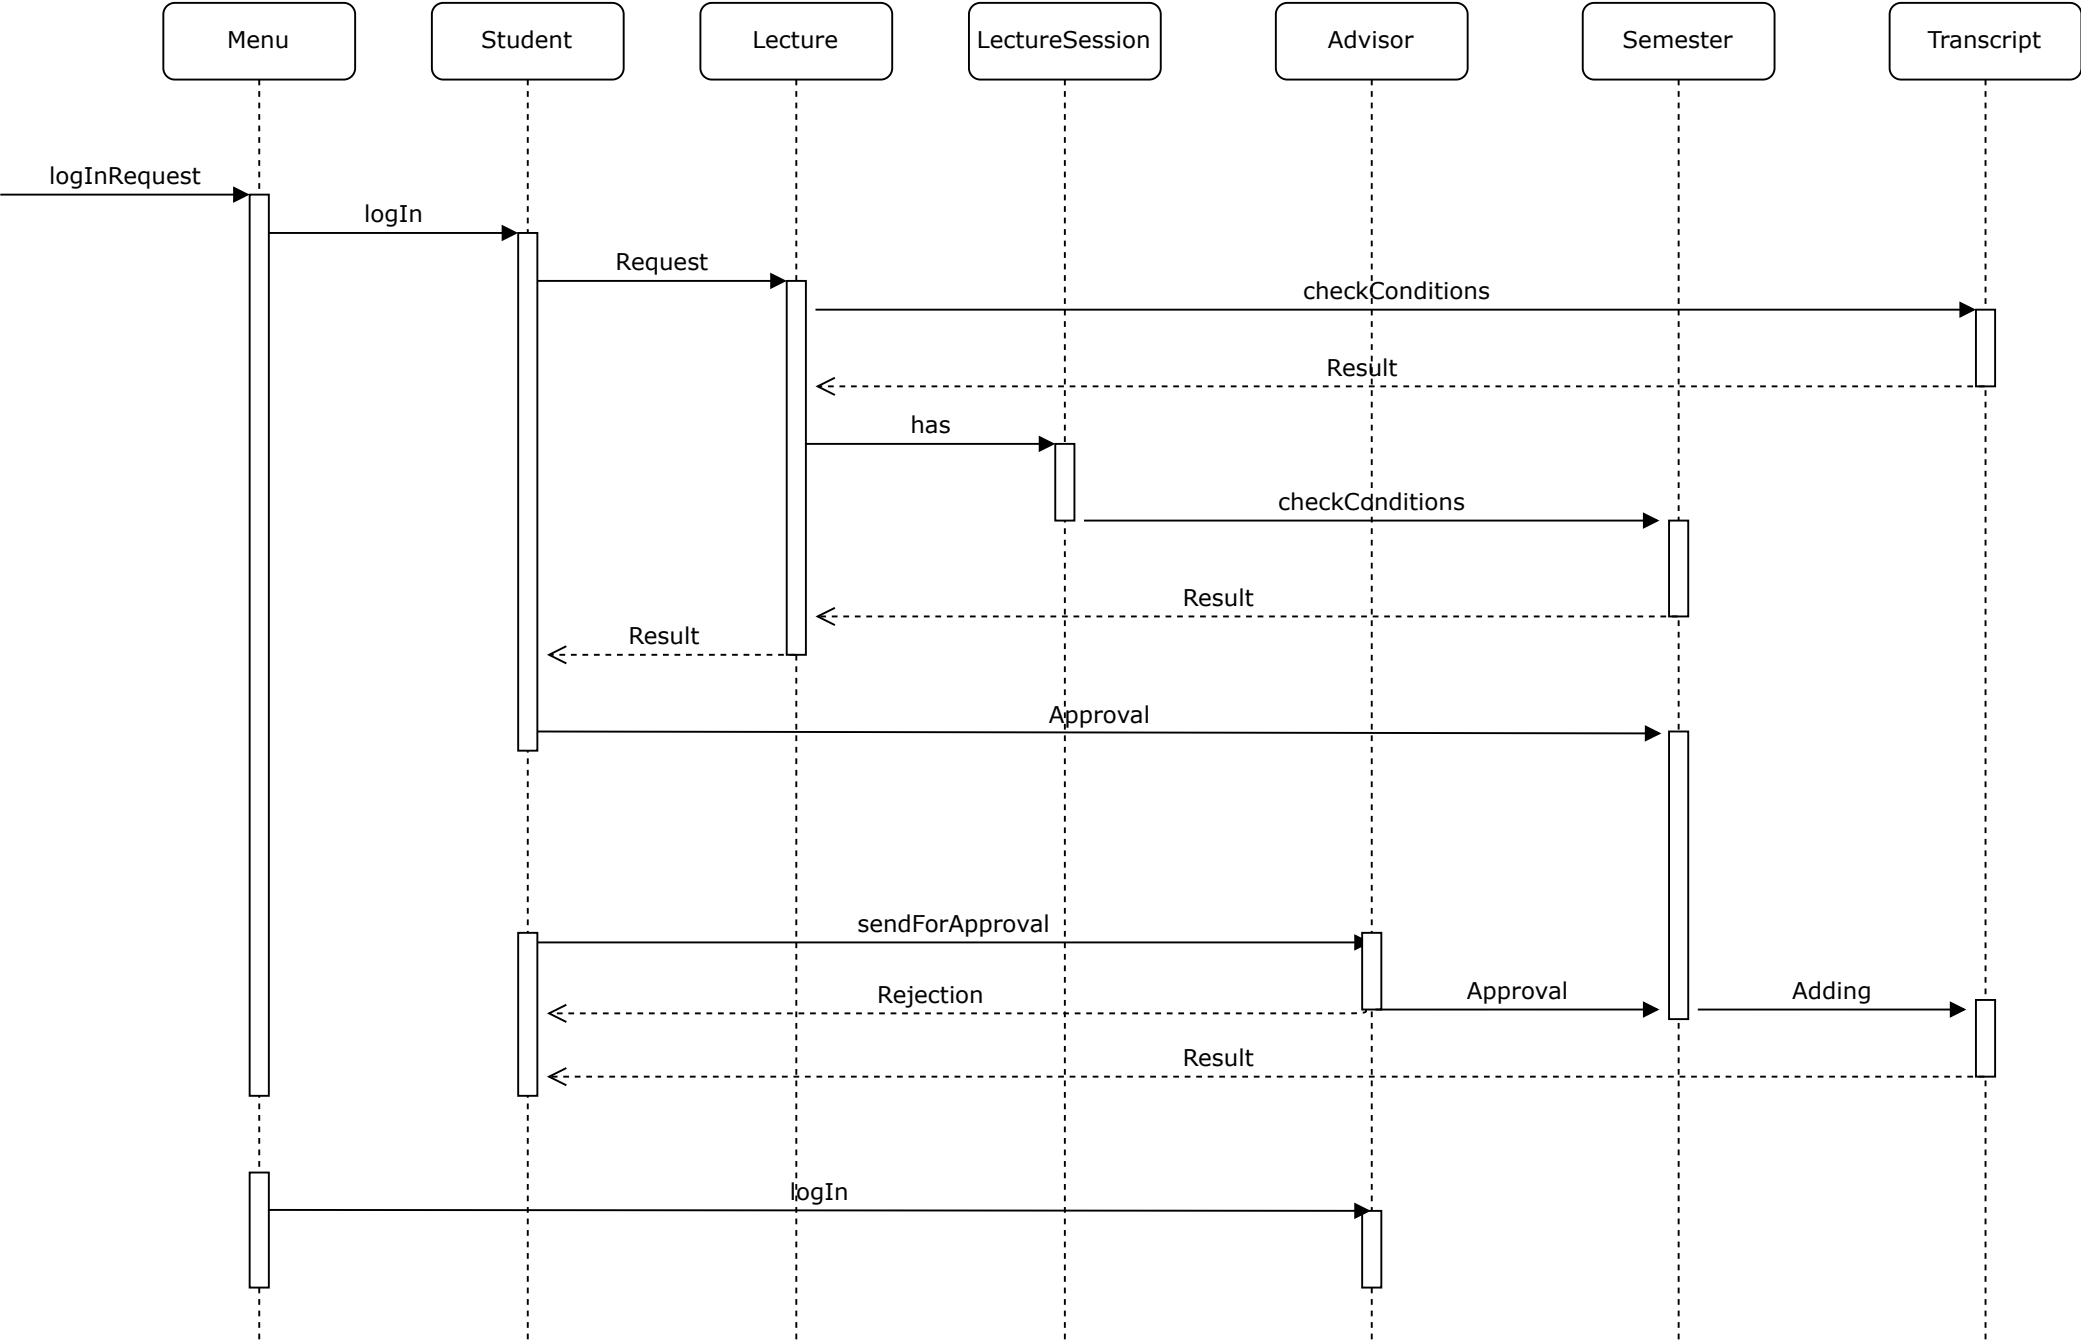 Menu
Student
Lecture
LectureSession
Advisor
Semester
Transcript
logInRequest
logIn
Request
checkConditions
Result
has
checkConditions
Result
Result
Approval
sendForApproval
Rejection
Approval
Adding
Result
logIn